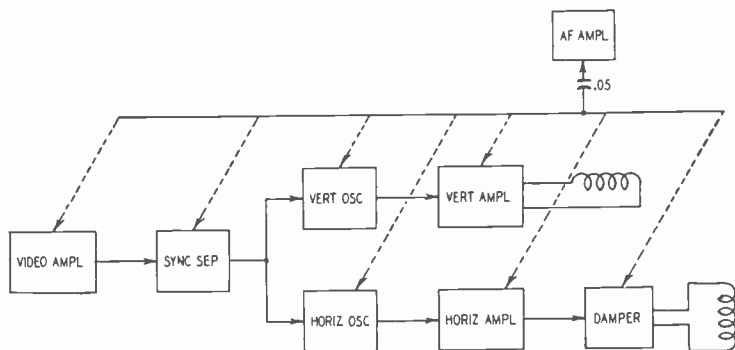 AF AMPL
.05
VERT OSC
VERT AMPL
VIDEO AMPL
SYNC SEP
HORIZ OSC
HORIZ AMPL
DAMPER